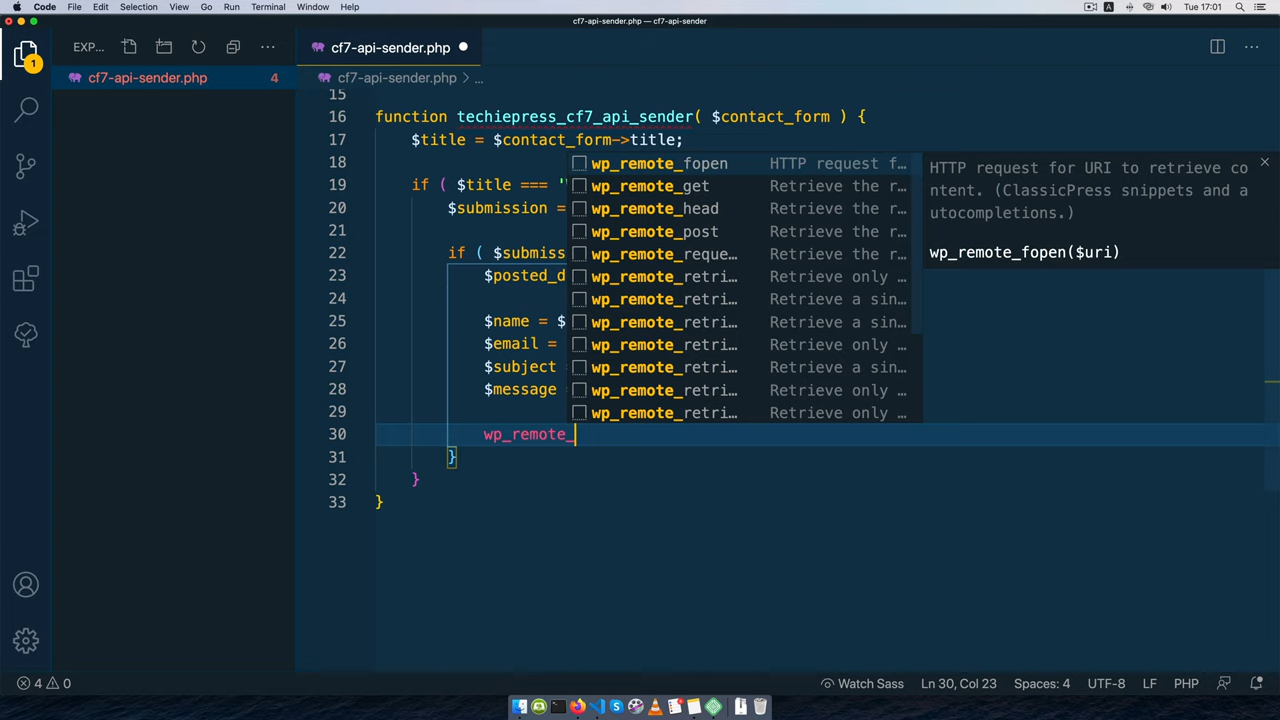 Code File Edit Selection View Go Run Terminal Window Help A Tue 17:01
cf7-api-sender.php — cf7-api-sender
EXP...
cf7-api-sender.php
cf7-api-sender.php 4
cf7-api-sender.php > ...
1
15
16 function techiepress_cf7_api_sender( $contact_form ) {
17 $title = $contact_form->title;
18
19 if ( $title === '
20 $submission =
21
22 if ( $submiss
23 $posted_d
24
25 $name = $
26 $email =
27 $subject
28 $message
29
30 wp_remote_
31 }
32 }
33 }
wp_remote_fopen HTTP request f...
wp_remote_get Retrieve the r...
wp_remote_head Retrieve the r...
wp_remote_post Retrieve the r...
wp_remote_reque... Retrieve the r...
wp_remote_retri... Retrieve only ...
wp_remote_retri... Retrieve a sin...
wp_remote_retri... Retrieve a sin...
wp_remote_retri... Retrieve only ...
wp_remote_retri... Retrieve a sin...
wp_remote_retri... Retrieve only ...
wp_remote_retri... Retrieve only ...
HTTP request for URI to retrieve co
ntent. (ClassicPress snippets and a
utocompletions.)
wp_remote_fopen($uri)
4 0 Watch Sass Ln 30, Col 23 Spaces: 4 UTF-8 LF PHP